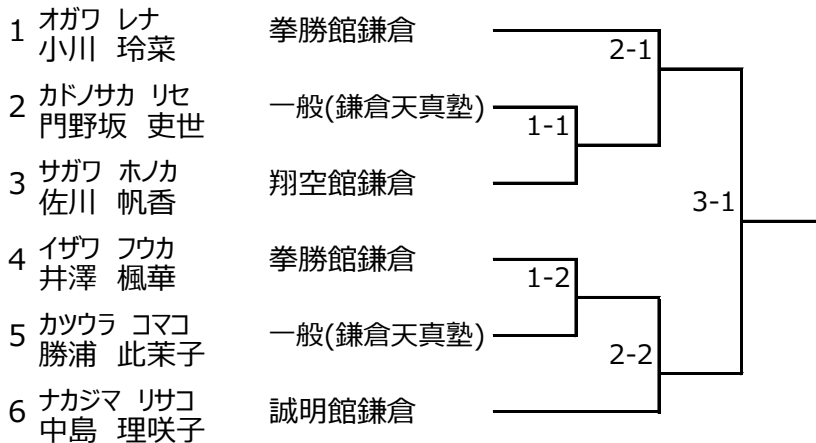 オガワ レナ
1 小川 玲菜 拳勝館鎌倉
2-1
カドノサカ リセ
2 門野坂 吏世 一般(鎌倉天真塾)
1-1
サガワ ホノカ
3 佐川 帆香 翔空館鎌倉
3-1
イザワ フウカ
4 井澤 楓華 拳勝館鎌倉
1-2
カツウラ コマコ
5 勝浦 此茉子 一般(鎌倉天真塾)
2-2
ナカジマ リサコ
6 中島 理咲子 誠明館鎌倉